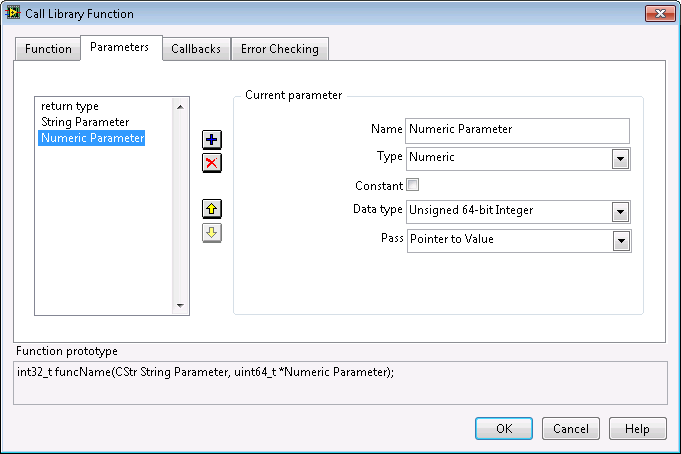 Call Library Function
Function
Parameters
Callbacks
Error Checking
return type
String Parameter
Numeric Parameter
Current parameter
Name Numeric Parameter
Type Numeric
Constant
Data type Unsigned 64-bit Integer
Pass Pointer to Value
Function prototype
int32_t funcName(CStr String Parameter, uint64_t *Numeric Parameter);
OK
Cancel
Help